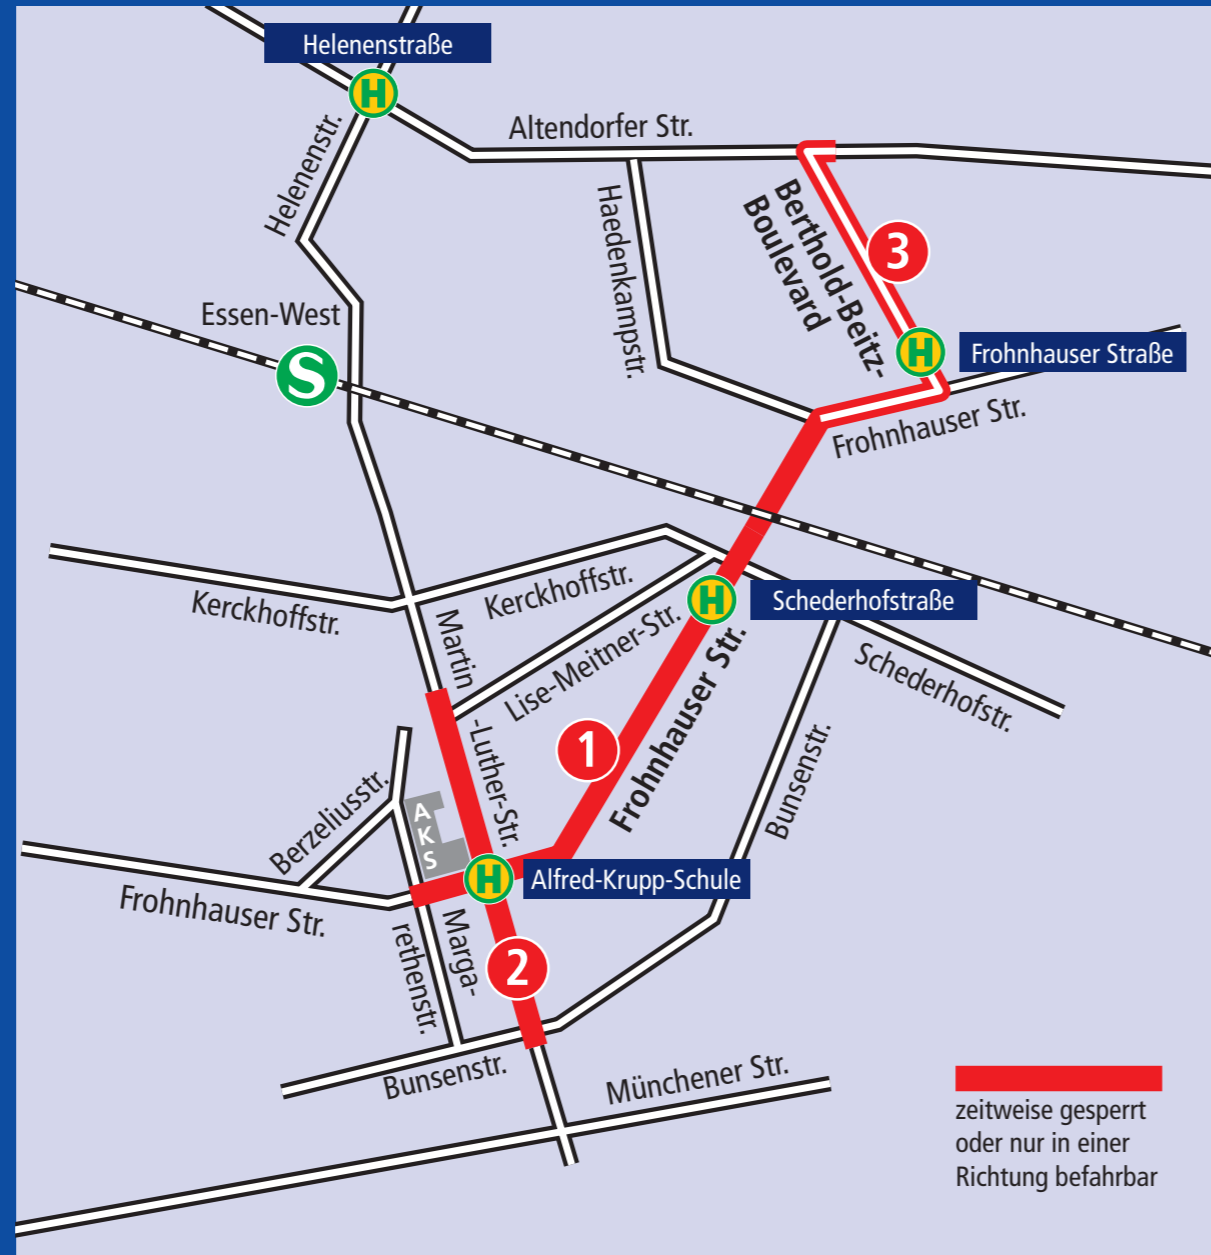 Helenenstraße
H
Helenenstr.
Altendorfer Str.
Haedenkampstr.
Berthold-Beitz-
Boulevard
3
H
Frohnhauser Straße
Essen-West
S
Frohnhauser Str.
Kerckhoffstr.
Kerckhoffstr.
H
Schederhofstraße
Lise-Meitner-Str.
Schederhofstr.
Martin
-Luther-Str.
1
Frohnhauser Str.
Bunsenstr.
Berzeliusstr.
A
K
S
H
Alfred-Krupp-Schule
Frohnhauser Str.
Marga-
rethenstr.
2
Bunsenstr.
Münchener Str.
zeitweise gesperrt
oder nur in einer
Richtung befahrbar